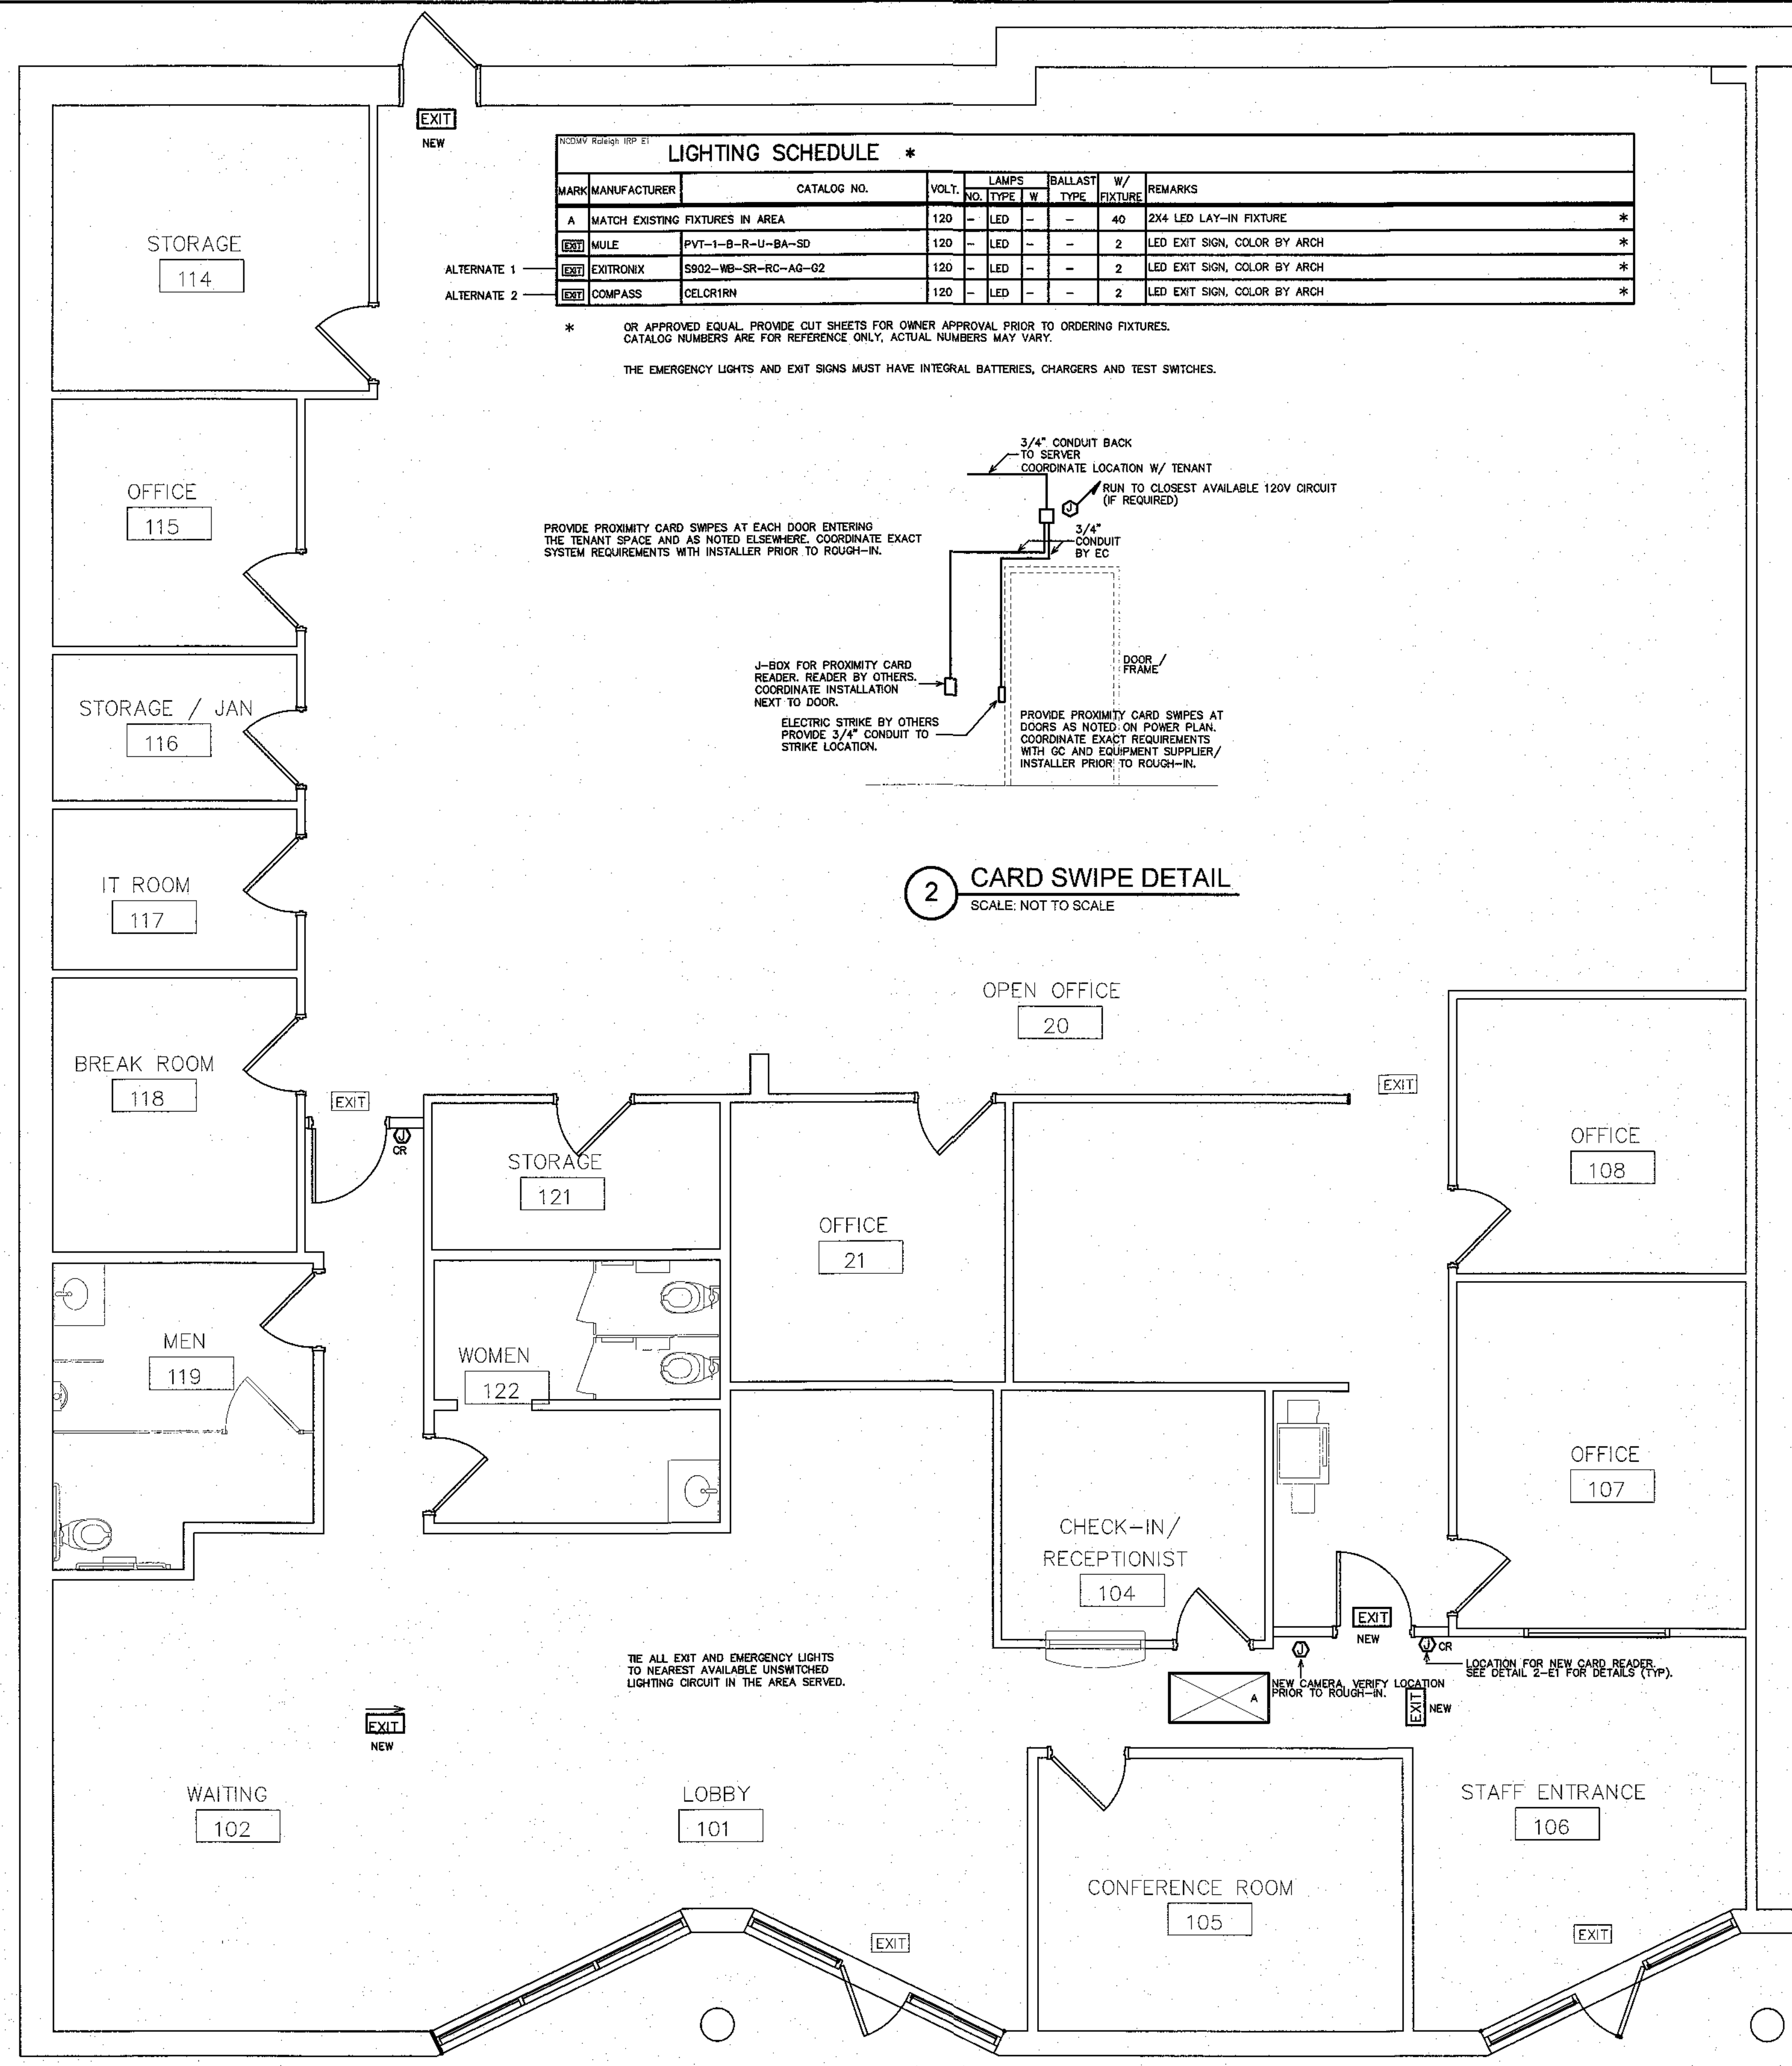 EXIT
NEW
NCDMV Raleigh IRP E1
LIGHTING SCHEDULE *
MARK MANUFACTURER CATALOG NO. VOLT. LAMPS BALLAST W/ REMARKS
NO. TYPE W TYPE FIXTURE
A MATCH EXISTING FIXTURES IN AREA 120 - LED - - 40 2X4 LED LAY-IN FIXTURE *
EXIT MULE PVT-1-B-R-U-BA-SD 120 - LED - - 2 LED EXIT SIGN, COLOR BY ARCH *
ALTERNATE 1 EXIT EXITRONIX S902-WB-SR-RC-AG-G2 120 - LED - - 2 LED EXIT SIGN, COLOR BY ARCH *
ALTERNATE 2 EXIT COMPASS CELCR1RN 120 - LED - - 2 LED EXIT SIGN, COLOR BY ARCH *
* OR APPROVED EQUAL. PROVIDE CUT SHEETS FOR OWNER APPROVAL PRIOR TO ORDERING FIXTURES.
CATALOG NUMBERS ARE FOR REFERENCE ONLY, ACTUAL NUMBERS MAY VARY.
THE EMERGENCY LIGHTS AND EXIT SIGNS MUST HAVE INTEGRAL BATTERIES, CHARGERS AND TEST SWITCHES.
STORAGE
114
OFFICE
115
STORAGE / JAN
116
IT ROOM
117
BREAK ROOM
118
3/4" CONDUIT BACK
TO SERVER
COORDINATE LOCATION W/ TENANT
J
RUN TO CLOSEST AVAILABLE 120V CIRCUIT
(IF REQUIRED)
3/4"
CONDUIT
BY EC
PROVIDE PROXIMITY CARD SWIPES AT EACH DOOR ENTERING
THE TENANT SPACE AND AS NOTED ELSEWHERE. COORDINATE EXACT
SYSTEM REQUIREMENTS WITH INSTALLER PRIOR TO ROUGH-IN.
DOOR /
FRAME
J-BOX FOR PROXIMITY CARD
READER. READER BY OTHERS.
COORDINATE INSTALLATION
NEXT TO DOOR.
ELECTRIC STRIKE BY OTHERS
PROVIDE 3/4" CONDUIT TO
STRIKE LOCATION.
PROVIDE PROXIMITY CARD SWIPES AT
DOORS AS NOTED ON POWER PLAN.
COORDINATE EXACT REQUIREMENTS
WITH GC AND EQUIPMENT SUPPLIER/
INSTALLER PRIOR TO ROUGH-IN.
2 CARD SWIPE DETAIL
SCALE: NOT TO SCALE
OPEN OFFICE
20
EXIT
EXIT
J
CR
STORAGE
121
OFFICE
21
OFFICE
108
MEN
119
WOMEN
122
OFFICE
107
CHECK-IN/
RECEPTIONIST
104
EXIT
NEW
J
J CR
LOCATION FOR NEW CARD READER.
SEE DETAIL 2-E1 FOR DETAILS (TYP).
NEW CAMERA, VERIFY LOCATION
PRIOR TO ROUGH-IN.
A
EXIT
NEW
TIE ALL EXIT AND EMERGENCY LIGHTS
TO NEAREST AVAILABLE UNSWITCHED
LIGHTING CIRCUIT IN THE AREA SERVED.
EXIT
NEW
WAITING
102
LOBBY
101
CONFERENCE ROOM
105
STAFF ENTRANCE
106
EXIT
EXIT